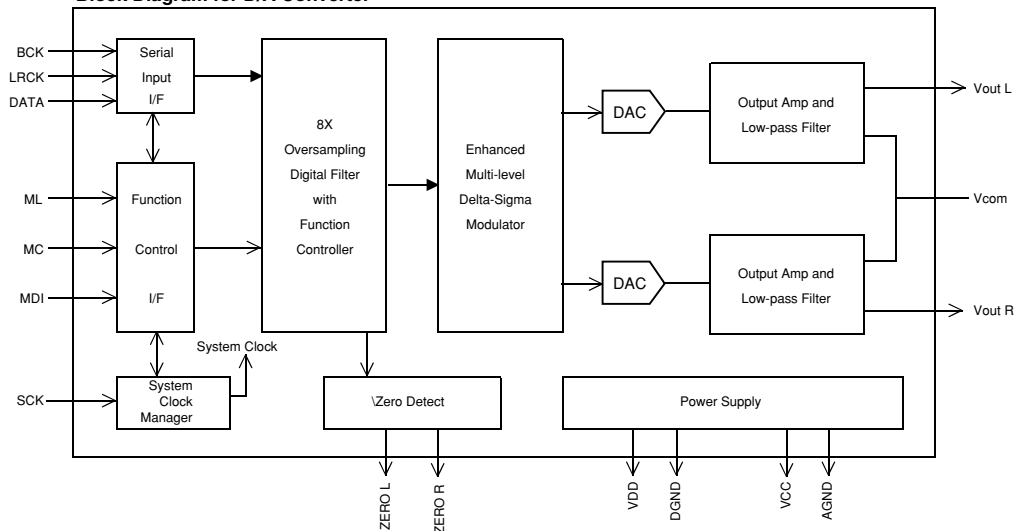 BCK
LRCK
DATA
Serial
Input
I/F
ML
MC
MDI
Function
Control
I/F
SCK
System
Clock
Manager
System Clock
8X
Oversampling
Digital Filter
with
Function
Controller
Enhanced
Multi-level
Delta-Sigma
Modulator
DAC
DAC
Output Amp and
Low-pass Filter
Output Amp and
Low-pass Filter
Vout L
Vcom
Vout R
\Zero Detect
Power Supply
ZERO L
ZERO R
VDD
DGND
VCC
AGND